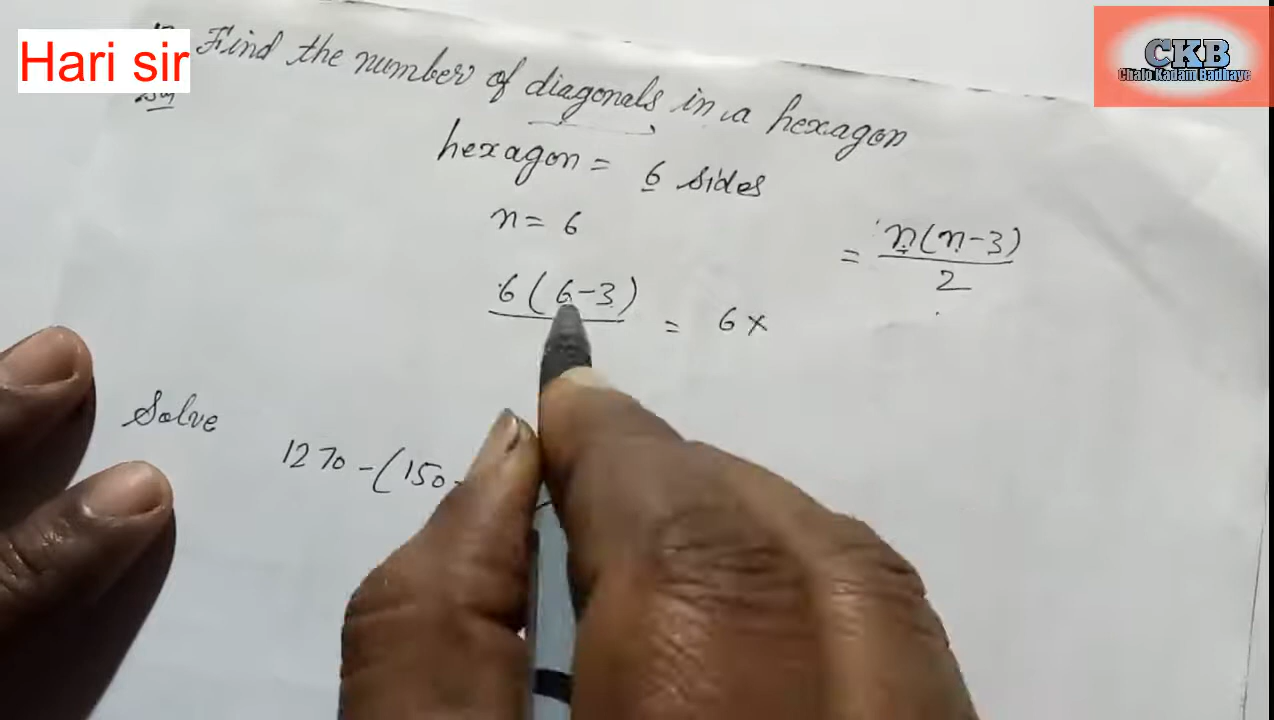 Hari sir
CKB
Chalo Kadam Badhaye
Find the number of diagonals in a hexagon
hexagon = 6 sides
n = 6
= n(n-3)
2
6(6-3) = 6×
Solve
1270-(150-